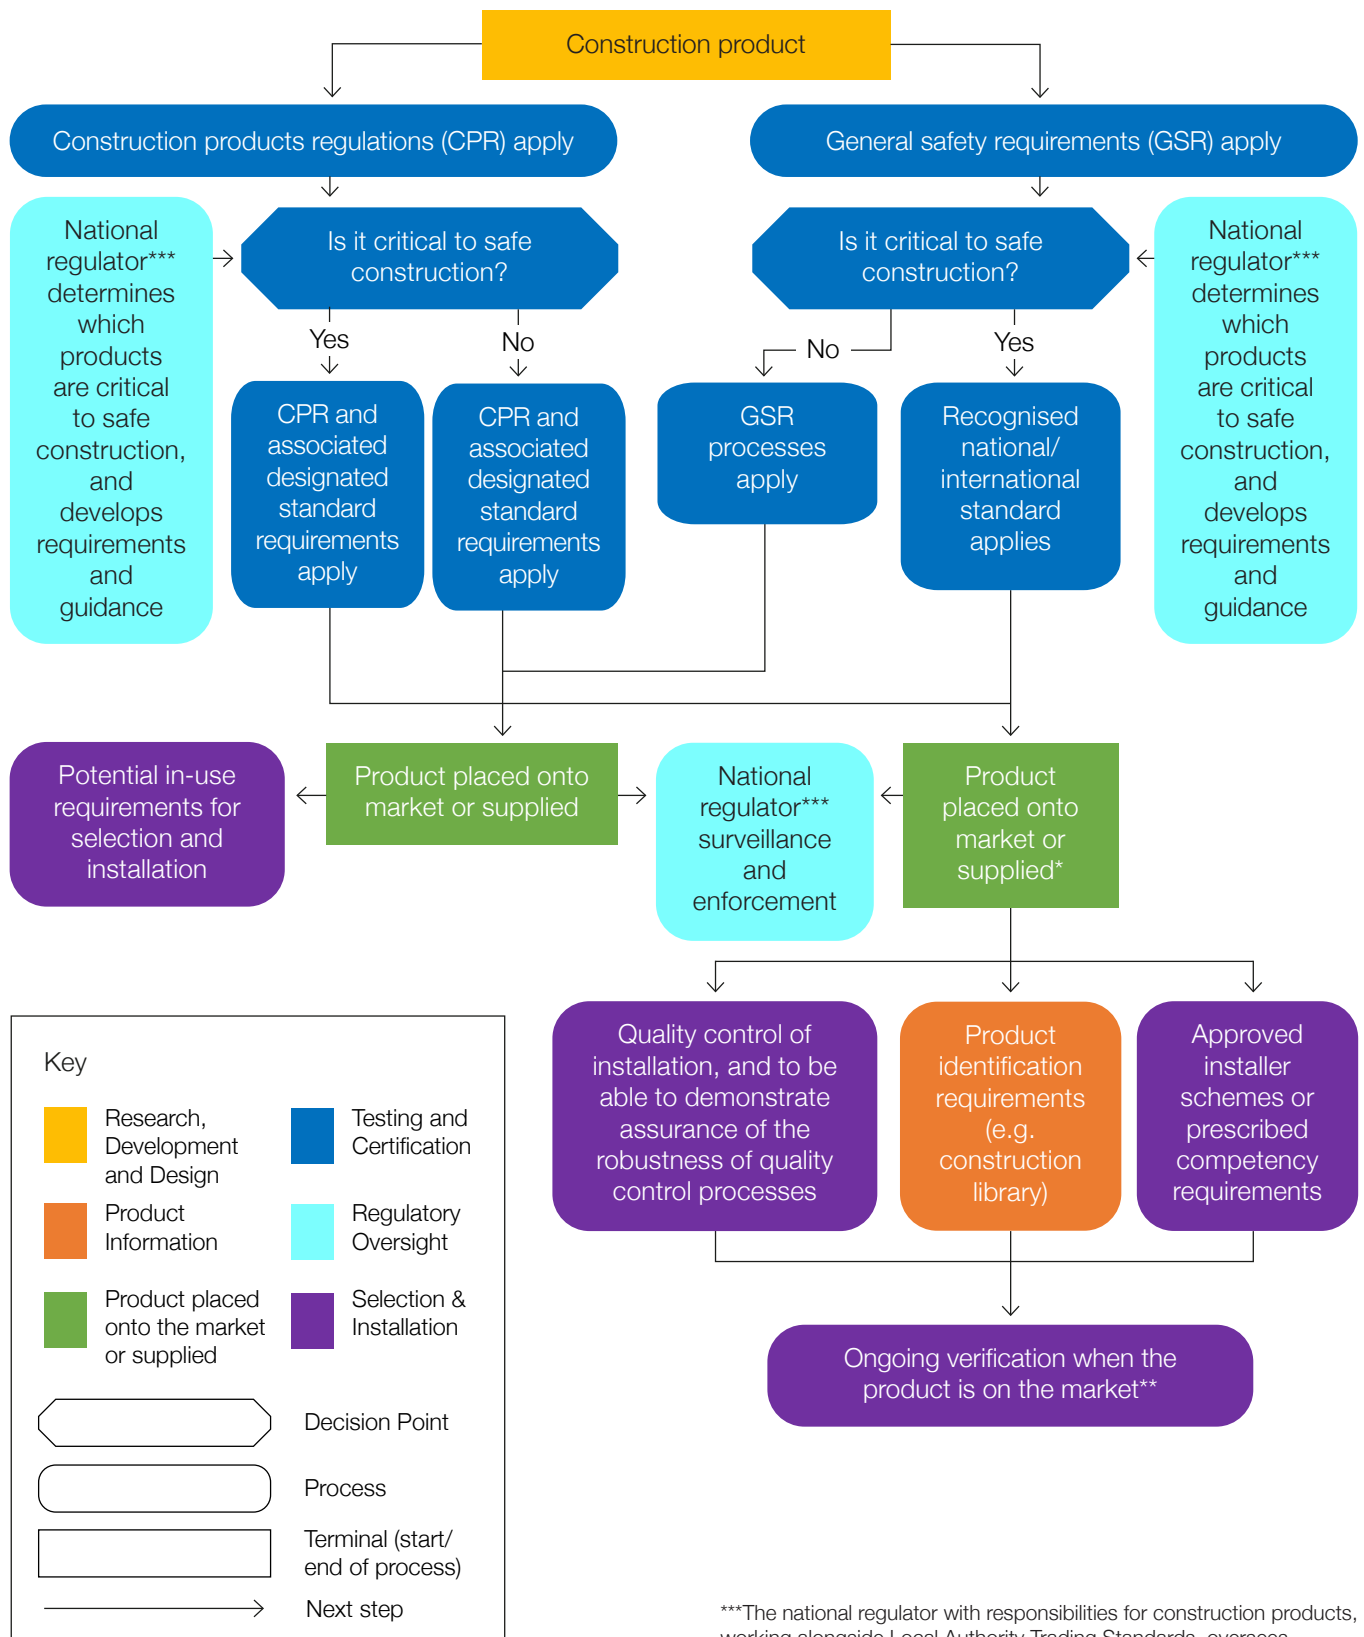 Construction product
Construction products regulations (CPR) apply
General safety requirements (GSR) apply
National
regulator***
determines
which
products
are critical
to safe
construction,
and
develops
requirements
and
guidance
Is it critical to safe
construction?
Is it critical to safe
construction?
National
regulator***
determines
which
products
are critical
to safe
construction,
and
develops
requirements
and
guidance
Yes
No
No
Yes
CPR and
associated
designated
standard
requirements
apply
CPR and
associated
designated
standard
requirements
apply
GSR
processes
apply
Recognised
national/
international
standard
applies
Potential in-use
requirements for
selection and
installation
Product placed onto
market or supplied
National
regulator***
surveillance
and
enforcement
Product
placed onto
market or
supplied*
Quality control of
installation, and to be
able to demonstrate
assurance of the
robustness of quality
control processes
Product
identification
requirements
(e.g.
construction
library)
Approved
installer
schemes or
prescribed
competency
requirements
Ongoing verification when the
product is on the market**
Key
Research,
Development
and Design
Testing and
Certification
Product
Information
Regulatory
Oversight
Product placed
onto the market
or supplied
Selection &
Installation
Decision Point
Process
Terminal (start/
end of process)
Next step
***The national regulator with responsibilities for construction products,
working alongside Local Authority Trading Standards, oversees